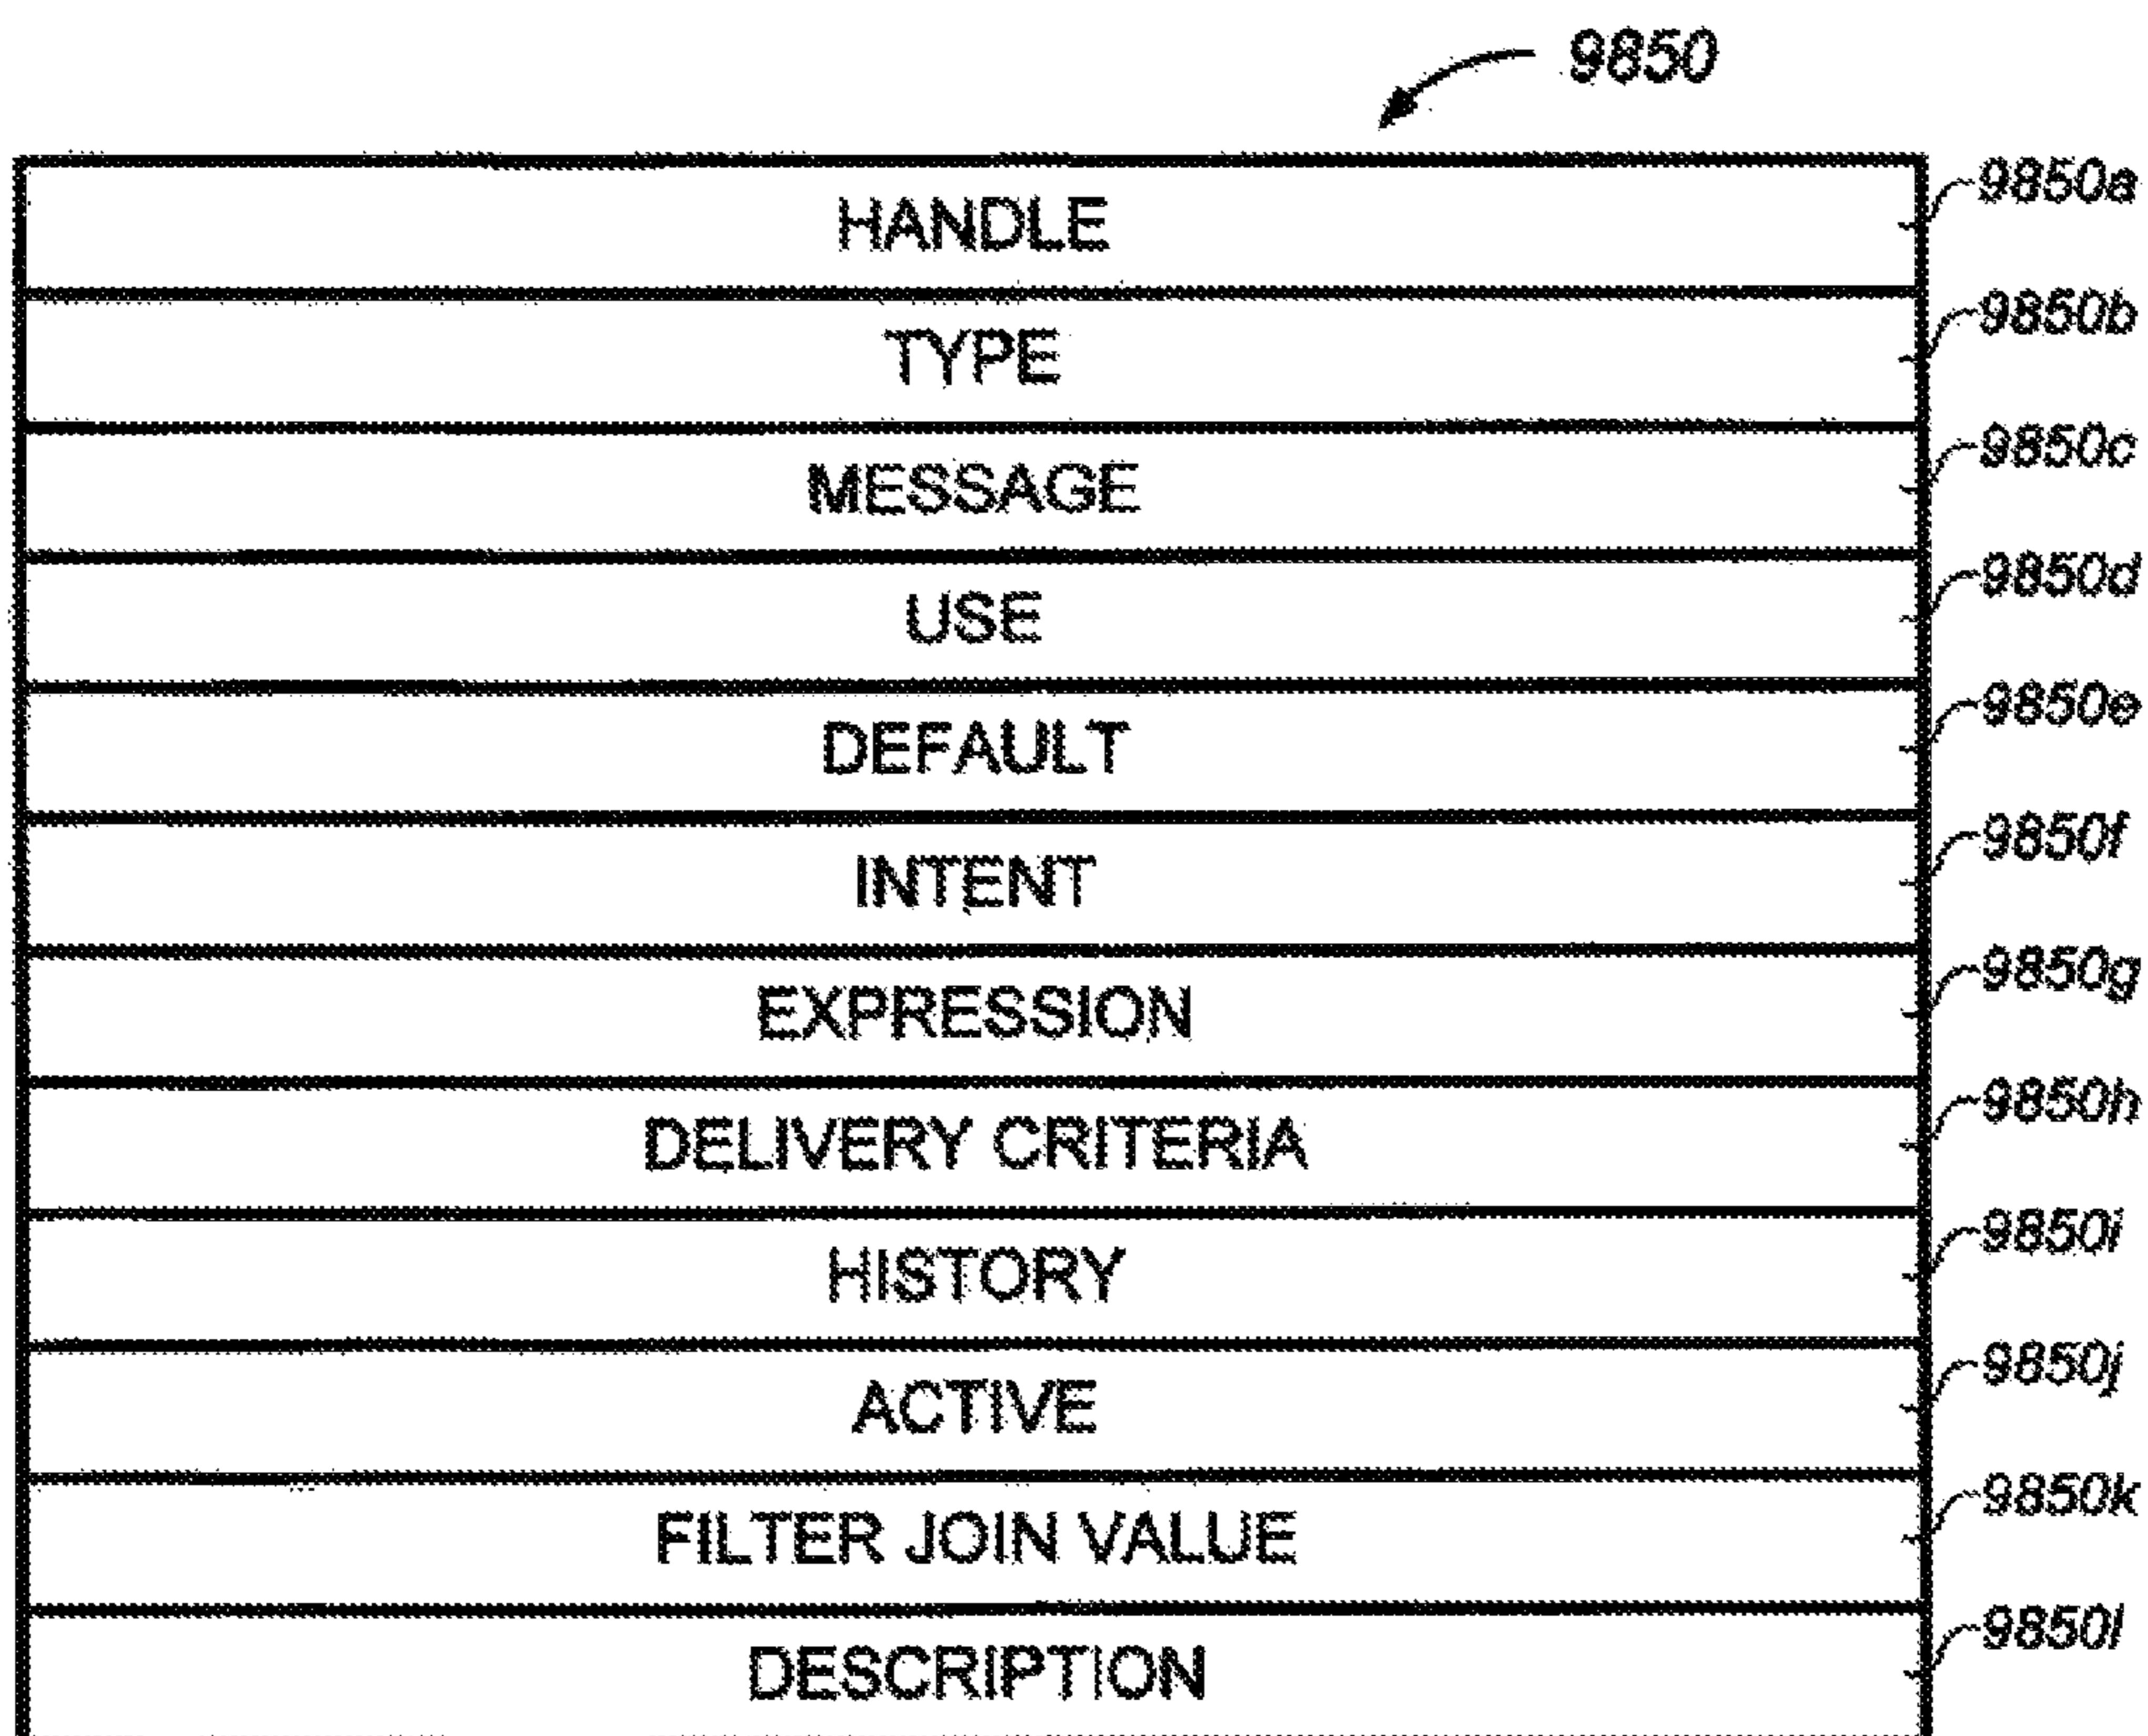 9850
HANDLE 9850a
TYPE 9850b
MESSAGE 9850c
USE 9850d
DEFAULT 9850e
INTENT 9850f
EXPRESSION 9850g
DELIVERY CRITERIA 9850h
HISTORY 9850i
ACTIVE 9850j
FILTER JOIN VALUE 9850k
DESCRIPTION 9850l